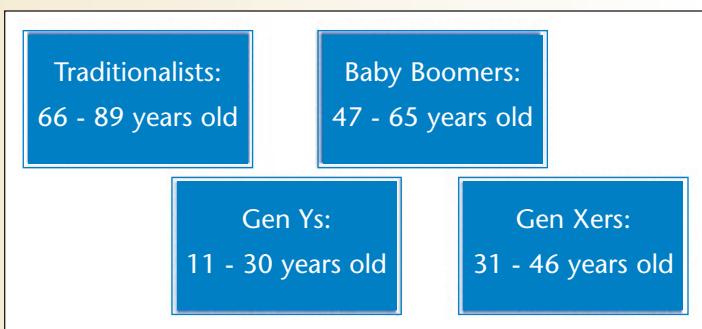 Traditionalists:
66 - 89 years old
Baby Boomers:
47 - 65 years old
Gen Ys:
11 - 30 years old
Gen Xers:
31 - 46 years old